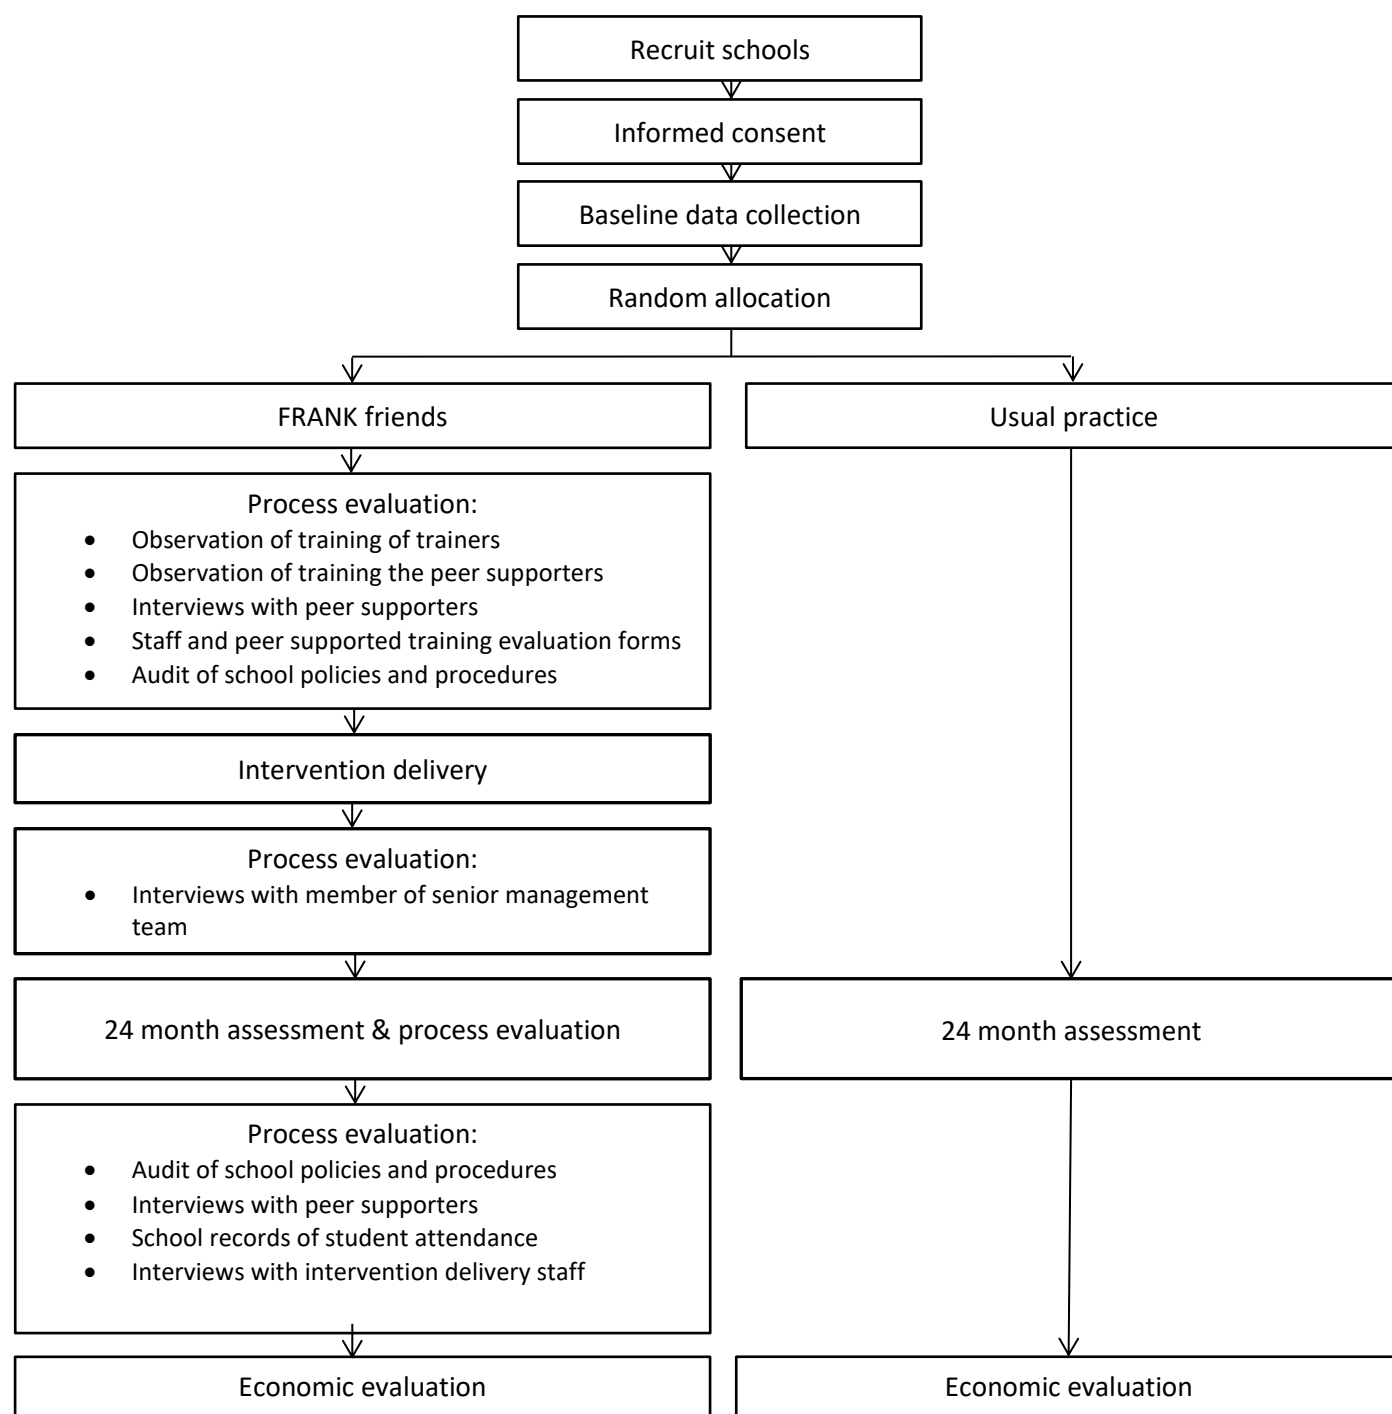 Recruit schools
Informed consent
Baseline data collection
Random allocation
FRANK friends
Usual practice
Process evaluation:
• Observation of training of trainers
• Observation of training the peer supporters
• Interviews with peer supporters
• Staff and peer supported training evaluation forms
• Audit of school policies and procedures
Intervention delivery
Process evaluation:
• Interviews with member of senior management
team
24 month assessment & process evaluation
24 month assessment
Process evaluation:
• Audit of school policies and procedures
• Interviews with peer supporters
• School records of student attendance
• Interviews with intervention delivery staff
Economic evaluation
Economic evaluation